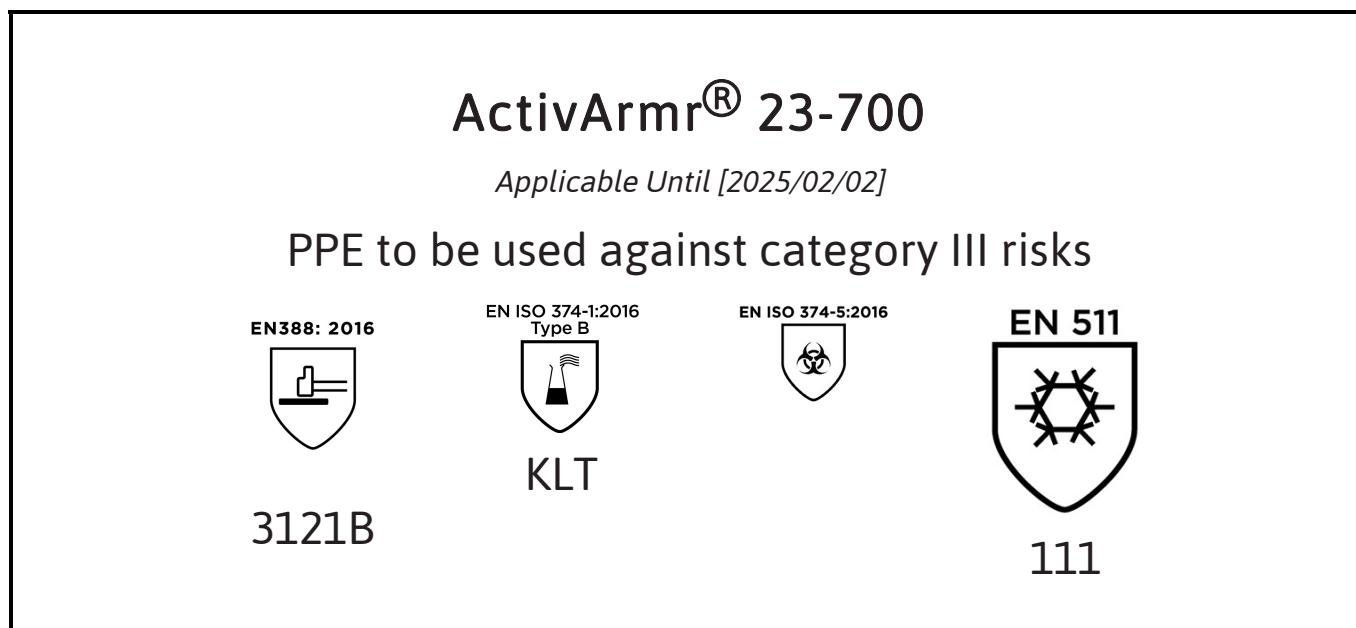 ActivArmr® 23-700
Applicable Until [2025/02/02]
PPE to be used against category III risks
EN388: 2016
3121B
EN ISO 374-1:2016
Type B
KLT
EN ISO 374-5:2016
EN 511
111